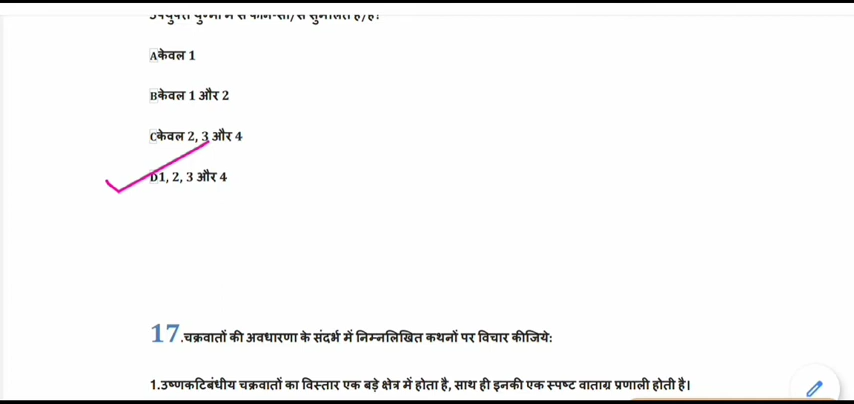 Aकेवल 1
Bकेवल 1 और 2
Cकेवल 2, 3 और 4
D1, 2, 3 और 4
17.चक्रवातों की अवधारणा के संदर्भ में निम्नलिखित कथनों पर विचार कीजिये:
1.उष्णकटिबंधीय चक्रवातों का विस्तार एक बड़े क्षेत्र में होता है, साथ ही इनकी एक स्पष्ट वाताग्र प्रणाली होती है।